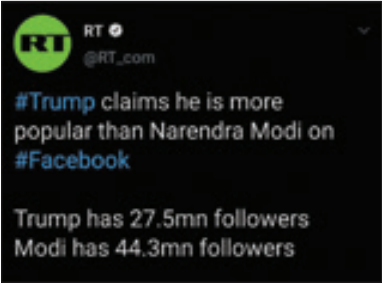 RT
RT
@RT_com
#Trump claims he is more
popular than Narendra Modi on
#Facebook
Trump has 27.5mn followers
Modi has 44.3mn followers